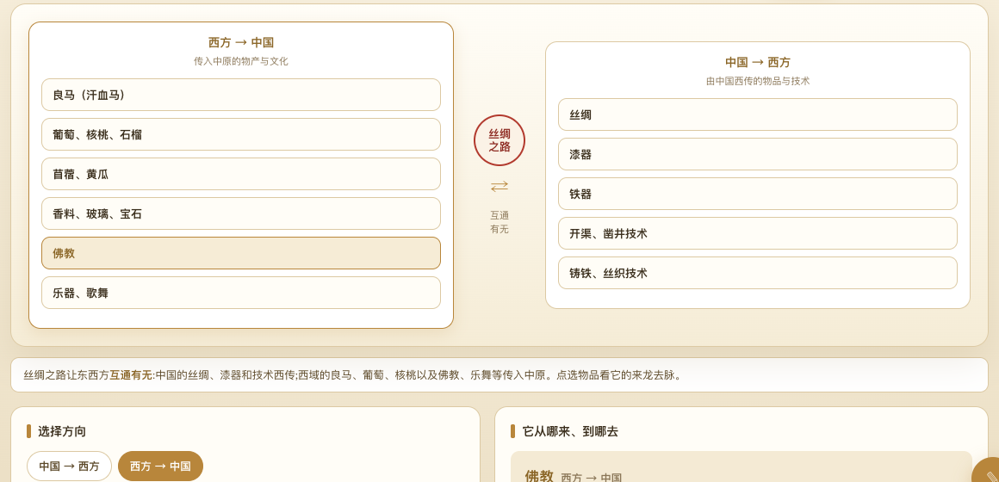 西方 → 中国
传入中原的物产与文化
良马（汗血马）
葡萄、核桃、石榴
苜蓿、黄瓜
香料、玻璃、宝石
佛教
乐器、歌舞
丝绸
之路
⇄
互通
有无
中国 → 西方
由中国西传的物品与技术
丝绸
漆器
铁器
开渠、凿井技术
铸铁、丝织技术
丝绸之路让东西方互通有无:中国的丝绸、漆器和技术西传;西域的良马、葡萄、核桃以及佛教、乐舞等传入中原。点选物品看它的来龙去脉。
选择方向
中国 → 西方
西方 → 中国
它从哪来、到哪去
佛教 西方 → 中国